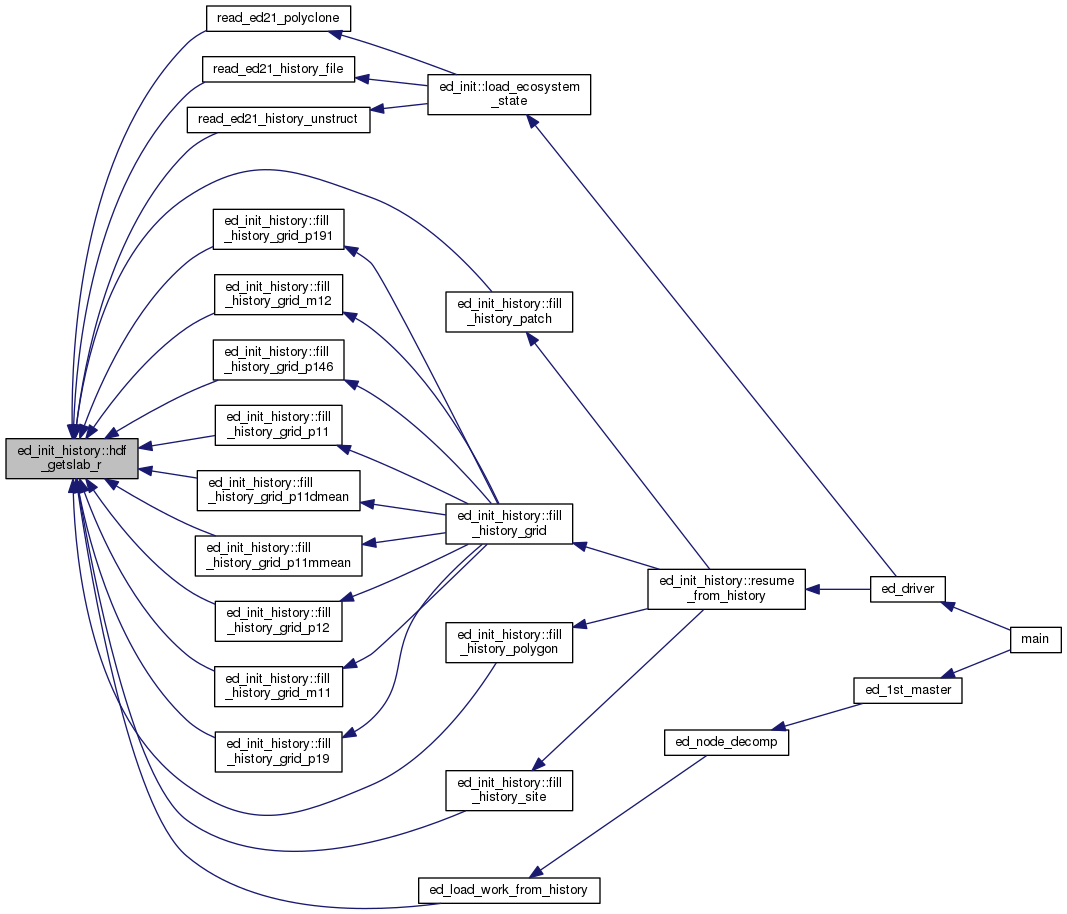 read_ed21_polyclone
read_ed21_history_file
ed_init::load_ecosystem
_state
read_ed21_history_unstruct
ed_init_history::fill
_history_grid_p191
ed_init_history::fill
_history_grid_m12
ed_init_history::fill
_history_patch
ed_init_history::fill
_history_grid_p146
ed_init_history::fill
_history_grid_p11
ed_init_history::hdf
_getslab_r
ed_init_history::fill
_history_grid_p11dmean
ed_init_history::fill
_history_grid
ed_init_history::fill
_history_grid_p11mmean
ed_init_history::resume
_from_history
ed_driver
ed_init_history::fill
_history_grid_p12
ed_init_history::fill
_history_polygon
main
ed_init_history::fill
_history_grid_m11
ed_1st_master
ed_init_history::fill
_history_grid_p19
ed_node_decomp
ed_init_history::fill
_history_site
ed_load_work_from_history